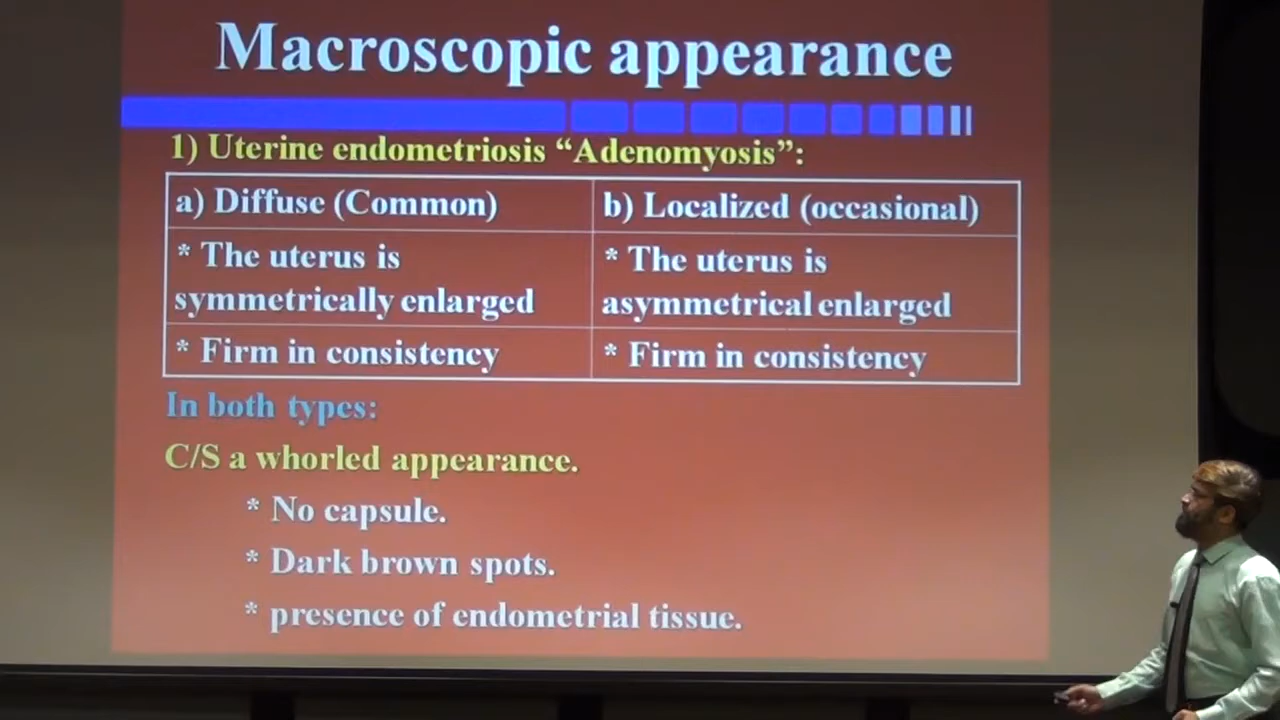 Macroscopic appearance
1) Uterine endometriosis “Adenomyosis”:
a) Diffuse (Common)
b) Localized (occasional)
* The uterus is
symmetrically enlarged
* The uterus is
asymmetrical enlarged
* Firm in consistency
* Firm in consistency
In both types:
C/S a whorled appearance.
* No capsule.
* Dark brown spots.
* presence of endometrial tissue.